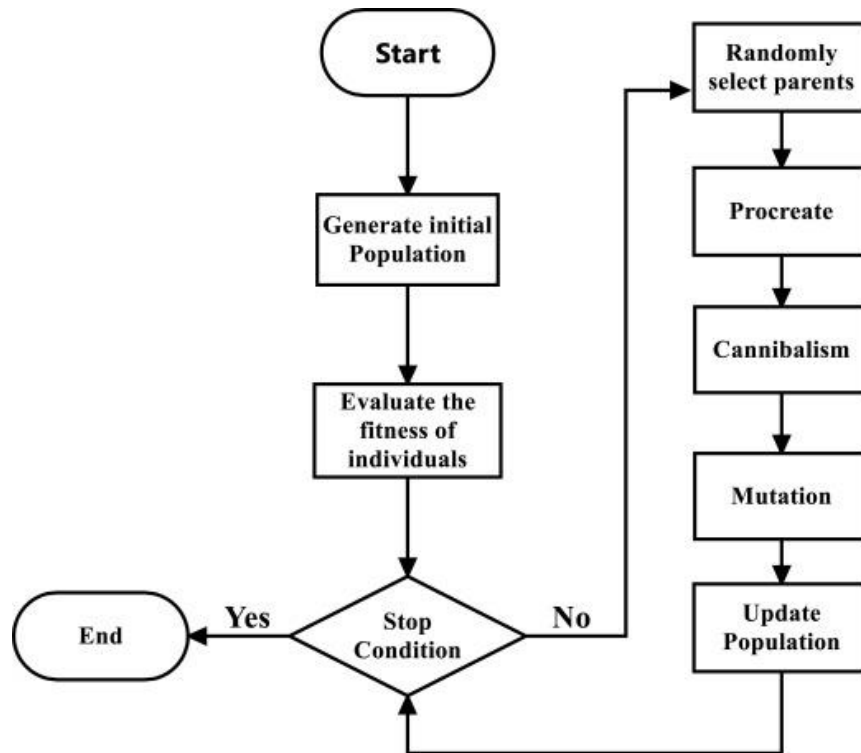 Start
Generate initial
Population
Evaluate the
fitness of
individuals
Stop
Condition
Yes
End
No
Randomly
select parents
Procreate
Cannibalism
Mutation
Update
Population